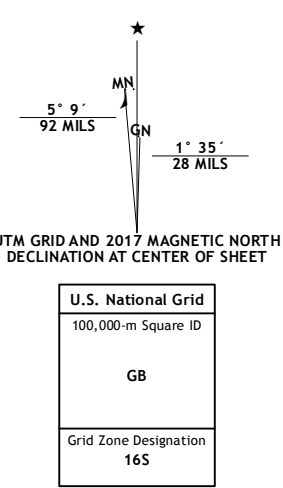 ★
MN
5° 9´
92 MILS
GN
1° 35´
28 MILS
UTM GRID AND 2017 MAGNETIC NORTH
DECLINATION AT CENTER OF SHEET
U.S. National Grid
100,000-m Square ID
GB
Grid Zone Designation
16S